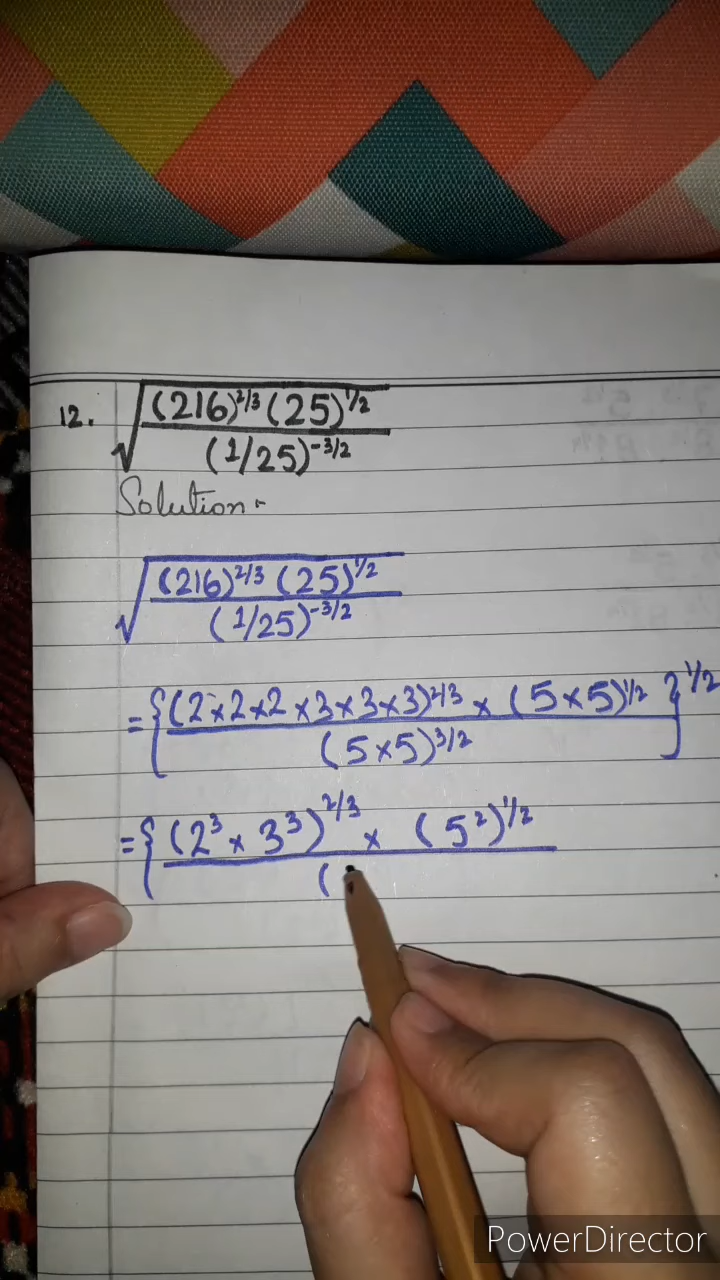 12. √((216)^2/3 (25)^1/2 / (1/25)^-3/2)
Solution:-
√((216)^2/3 (25)^1/2 / (1/25)^-3/2)
= {(2×2×2×3×3×3)^2/3 × (5×5)^1/2 / (5×5)^3/2}^1/2
= {(2^3 × 3^3)^2/3 × (5^2)^1/2 / (
PowerDirector